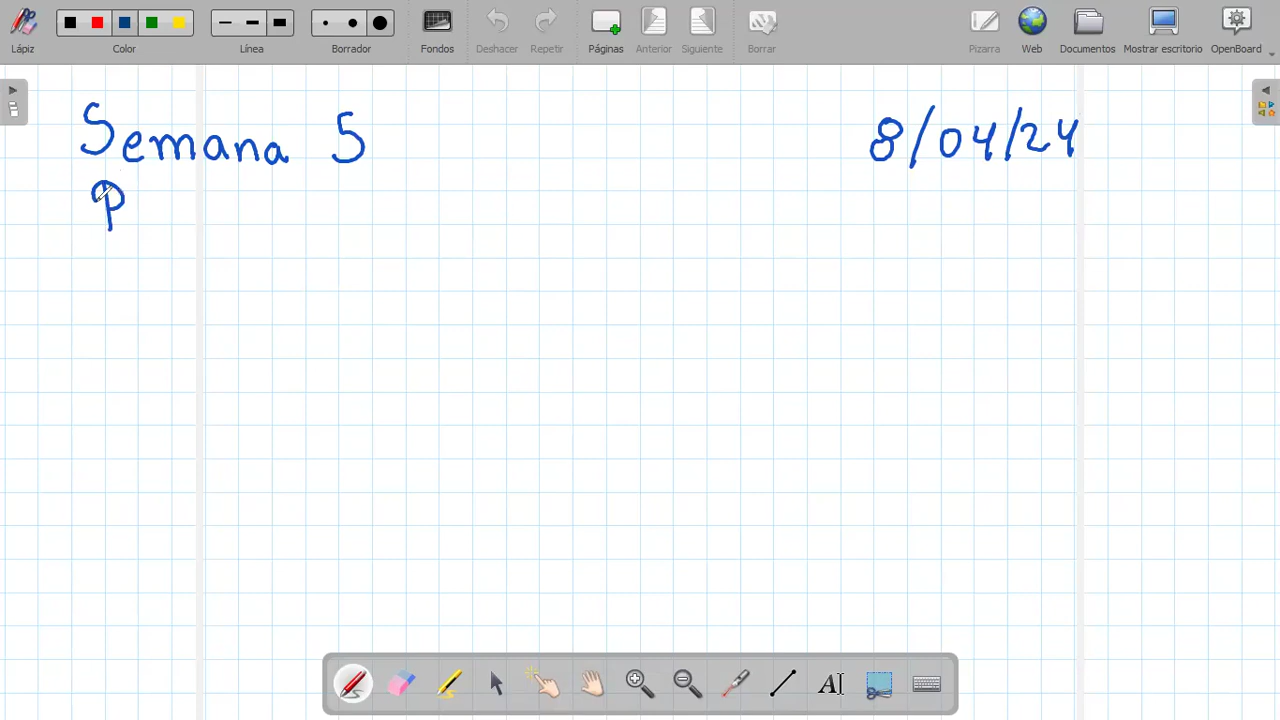 Lápiz Color Línea Borrador Fondos Deshacer Repetir Páginas Anterior Siguiente Borrar Pizarra Web Documentos Mostrar escritorio OpenBoard
Semana 5 8/04/24
P